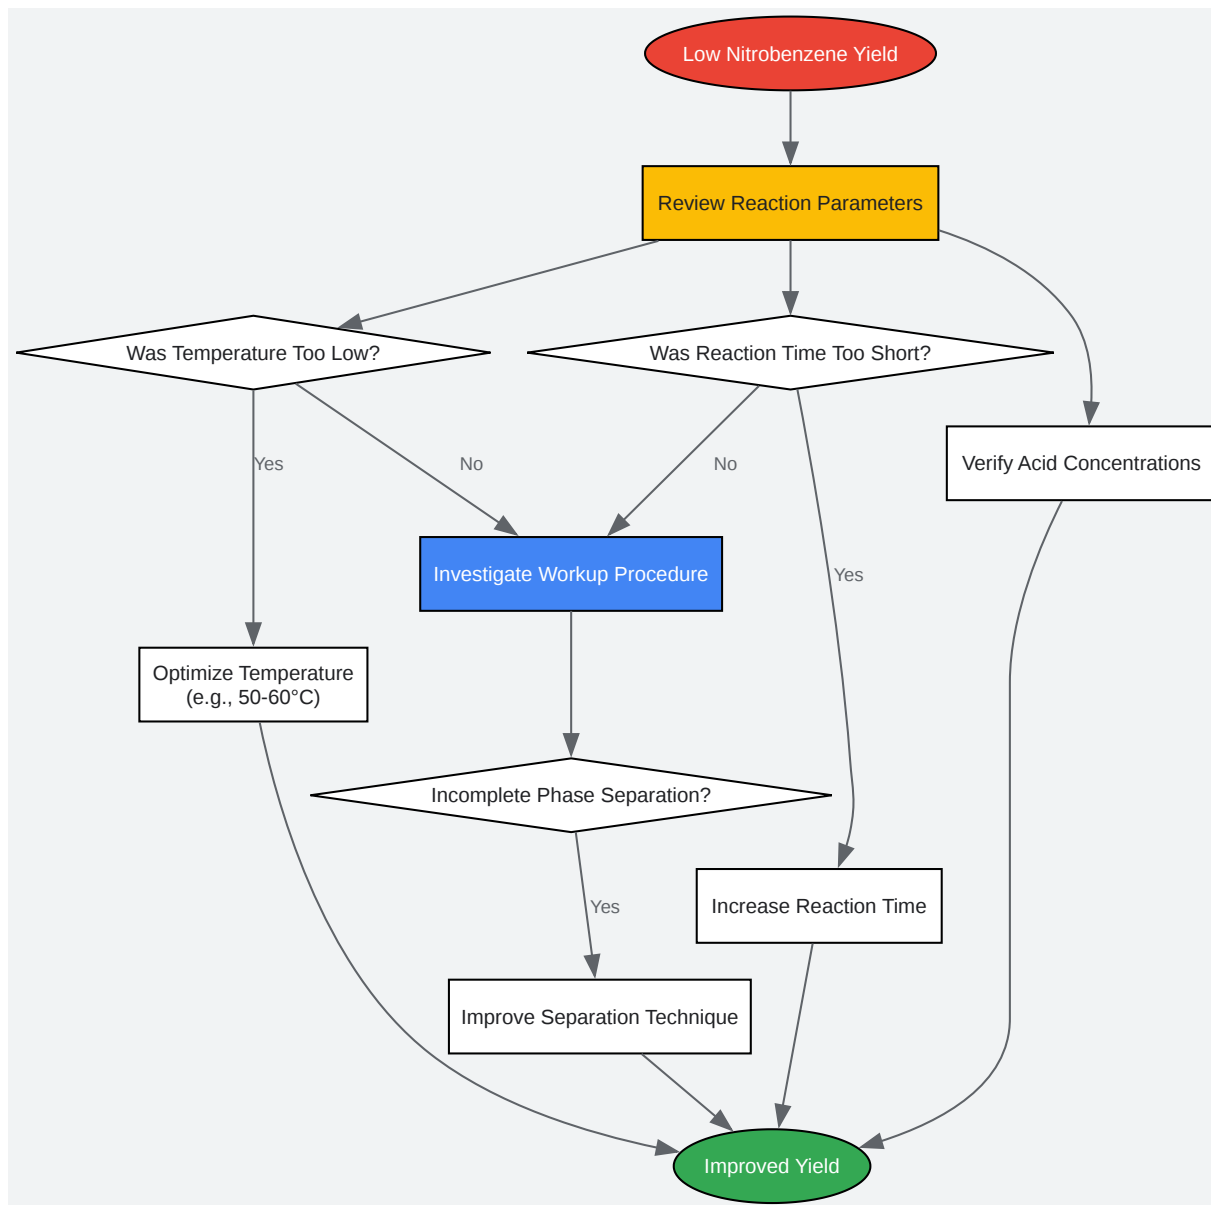 Low Nitrobenzene Yield
Review Reaction Parameters
Was Temperature Too Low?
Was Reaction Time Too Short?
Verify Acid Concentrations
Yes
No
No
Investigate Workup Procedure
Yes
Optimize Temperature
(e.g., 50-60°C)
Incomplete Phase Separation?
Yes
Increase Reaction Time
Improve Separation Technique
Improved Yield